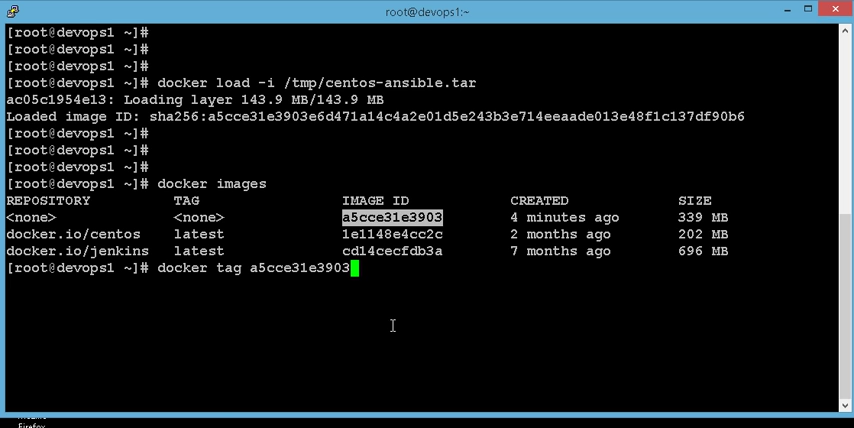 root@devops1:~
[root@devops1 ~]#
[root@devops1 ~]#
[root@devops1 ~]#
[root@devops1 ~]# docker load -i /tmp/centos-ansible.tar
ac05c1954e13: Loading layer 143.9 MB/143.9 MB
Loaded image ID: sha256:a5cce31e3903e6d471a14c4a2e01d5e243b3e714eeaade013e48f1c137df90b6
[root@devops1 ~]#
[root@devops1 ~]#
[root@devops1 ~]#
[root@devops1 ~]# docker images
REPOSITORY TAG IMAGE ID CREATED SIZE
<none> <none> a5cce31e3903 4 minutes ago 339 MB
docker.io/centos latest 1e1148e4cc2c 2 months ago 202 MB
docker.io/jenkins latest cd14cecfdb3a 7 months ago 696 MB
[root@devops1 ~]# docker tag a5cce31e3903
Firefox